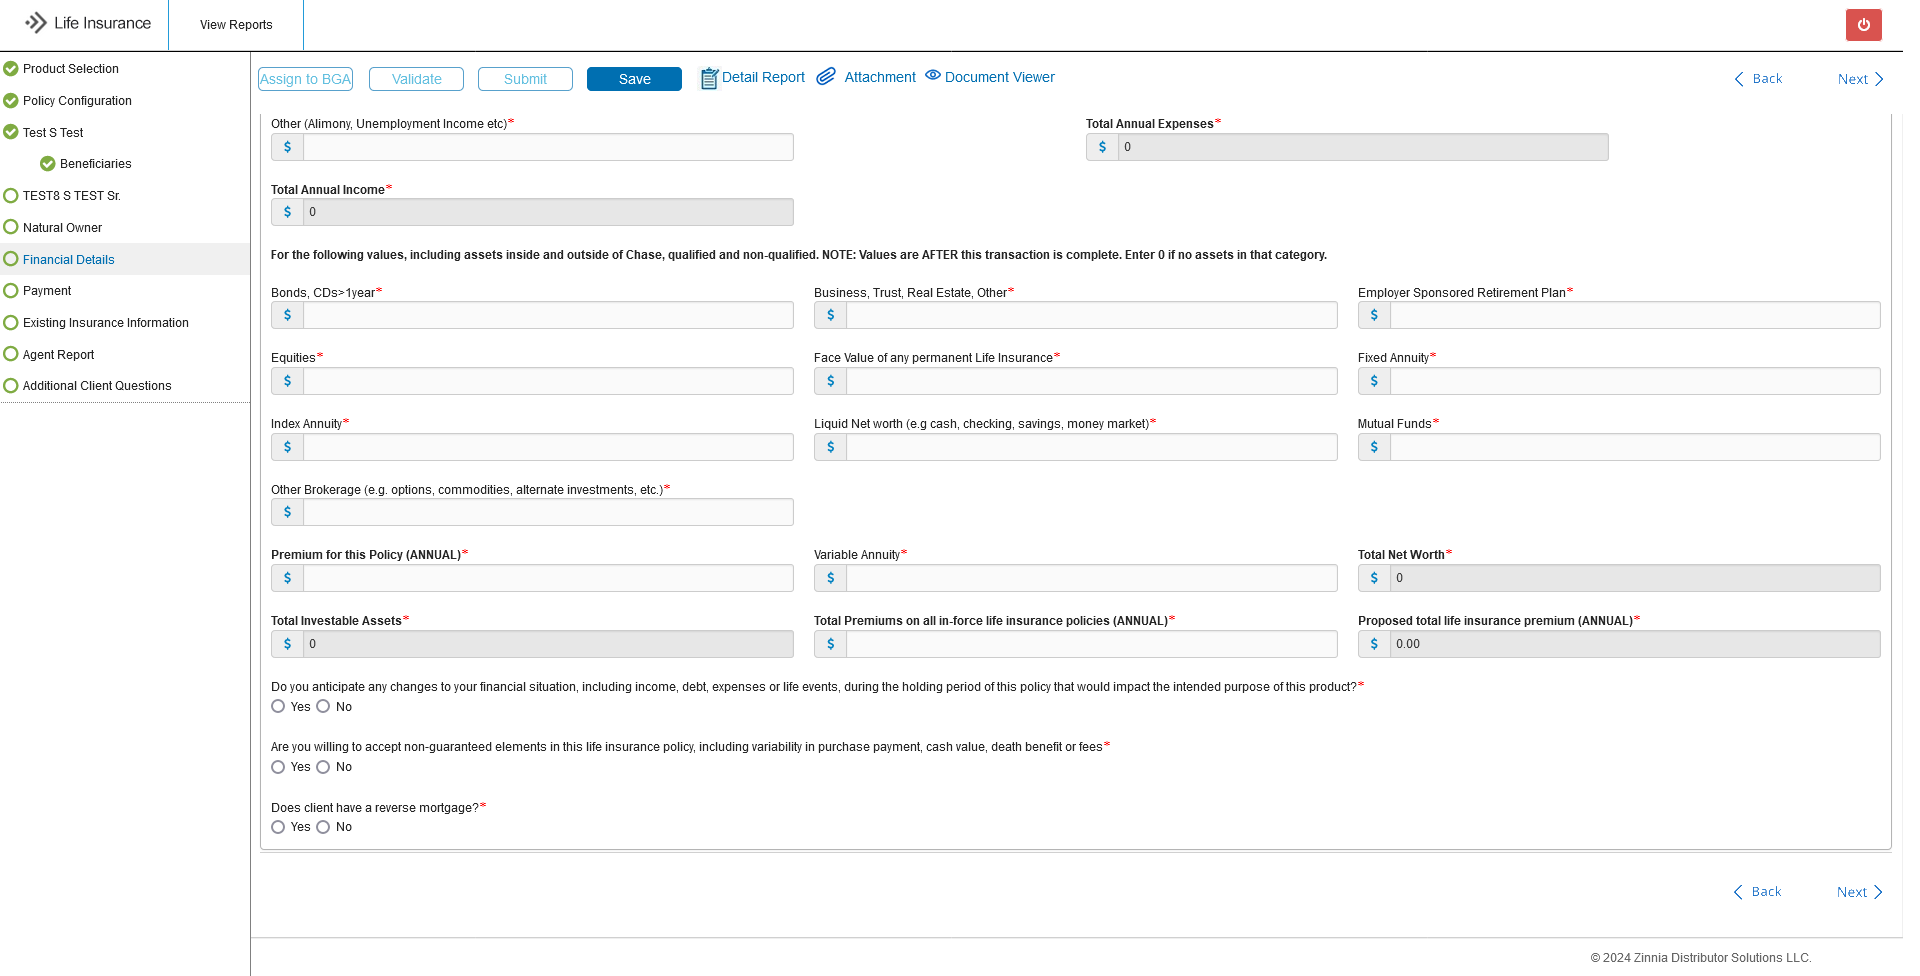 Life Insurance
View Reports
Product Selection
Policy Configuration
Test S Test
Beneficiaries
TEST8 S TEST Sr.
Natural Owner
Financial Details
Payment
Existing Insurance Information
Agent Report
Additional Client Questions
Assign to BGA Validate Submit Save Detail Report Attachment Document Viewer Back Next
Other (Alimony, Unemployment Income etc)* Total Annual Expenses*
$ $ 0
Total Annual Income*
$ 0
For the following values, including assets inside and outside of Chase, qualified and non-qualified. NOTE: Values are AFTER this transaction is complete. Enter 0 if no assets in that category.
Bonds, CDs>1year* Business, Trust, Real Estate, Other* Employer Sponsored Retirement Plan*
$ $ $
Equities* Face Value of any permanent Life Insurance* Fixed Annuity*
$ $ $
Index Annuity* Liquid Net worth (e.g cash, checking, savings, money market)* Mutual Funds*
$ $ $
Other Brokerage (e.g. options, commodities, alternate investments, etc.)*
$
Premium for this Policy (ANNUAL)* Variable Annuity* Total Net Worth*
$ $ $ 0
Total Investable Assets* Total Premiums on all in-force life insurance policies (ANNUAL)* Proposed total life insurance premium (ANNUAL)*
$ 0 $ $ 0.00
Do you anticipate any changes to your financial situation, including income, debt, expenses or life events, during the holding period of this policy that would impact the intended purpose of this product?*
Yes No
Are you willing to accept non-guaranteed elements in this life insurance policy, including variability in purchase payment, cash value, death benefit or fees*
Yes No
Does client have a reverse mortgage?*
Yes No
Back Next
© 2024 Zinnia Distributor Solutions LLC.